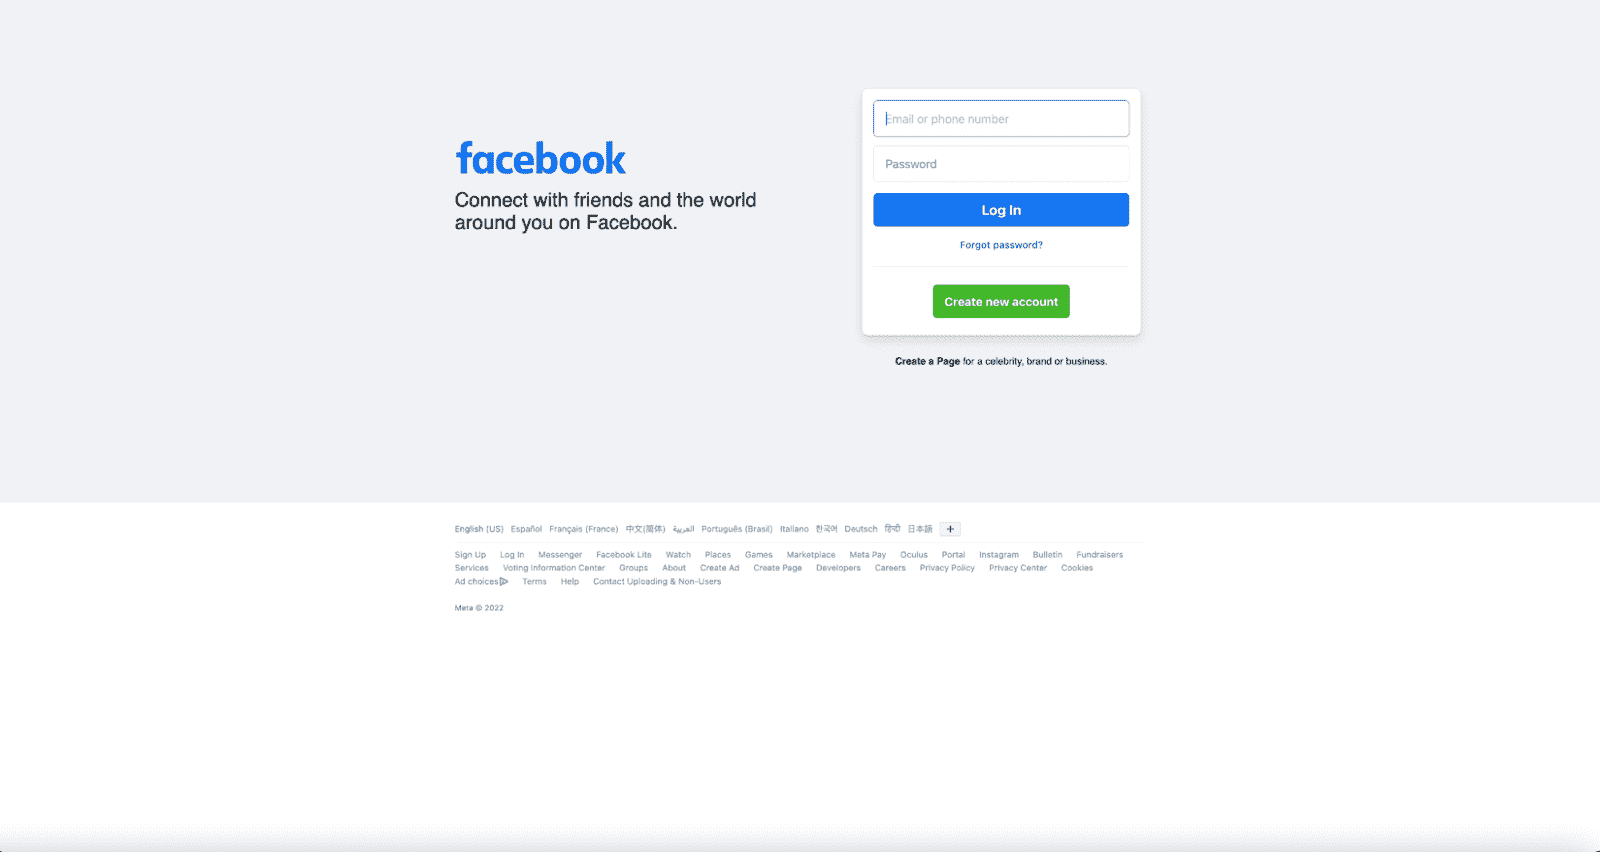 facebook
Connect with friends and the world
around you on Facebook.
Email or phone number
Password
Log In
Forgot password?
Create new account
Create a Page for a celebrity, brand or business.
English (US) Español Français (France) 中文(简体) العربية Português (Brasil) Italiano 한국어 Deutsch हिन्दी 日本語 +
Sign Up Log In Messenger Facebook Lite Watch Places Games Marketplace Meta Pay Oculus Portal Instagram Bulletin Fundraisers
Services Voting Information Center Groups About Create Ad Create Page Developers Careers Privacy Policy Privacy Center Cookies
Ad choices Terms Help Contact Uploading & Non-Users
Meta © 2022